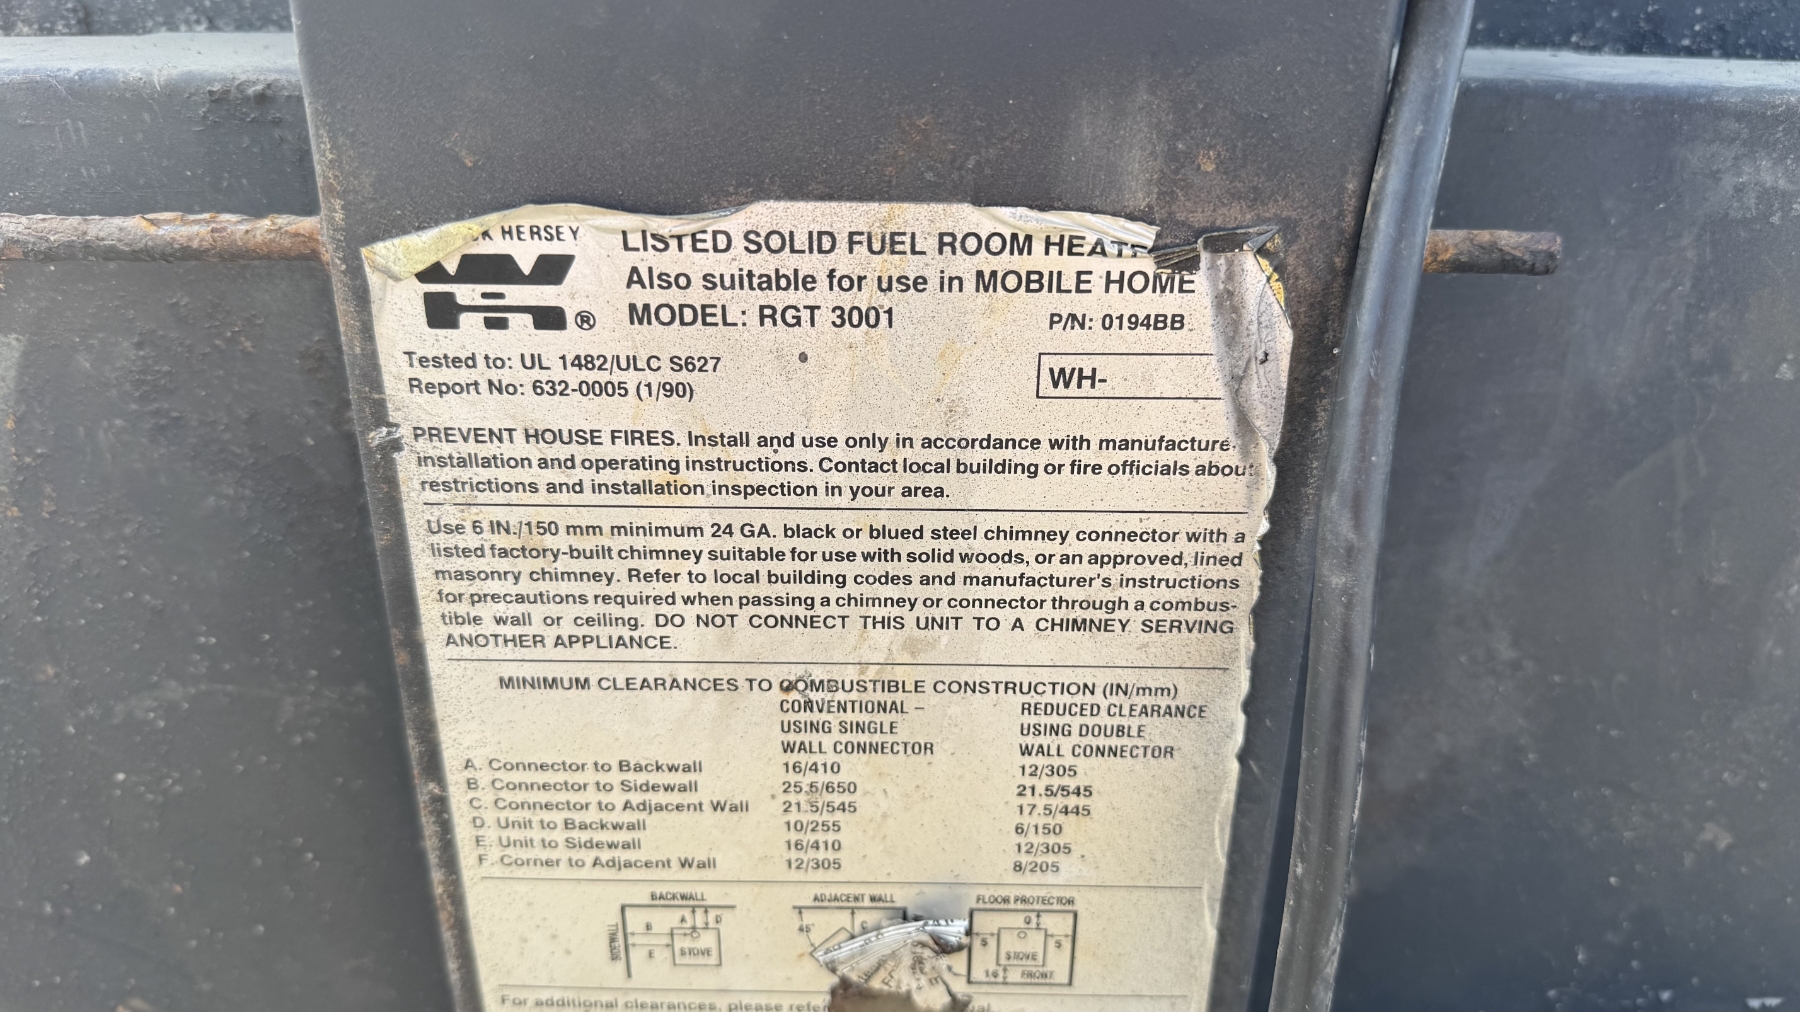 HERSEY
®
LISTED SOLID FUEL ROOM
Also suitable for use in MOBILE HOME
MODEL: RGT 3001
P/N: 0194BB
Tested to: UL 1482/ULC S627
Report No: 632-0005 (1/90)
WH-
PREVENT HOUSE FIRES. Install and use only in accordance with manufacture
installation and operating instructions. Contact local building or fire officials about
restrictions and installation inspection in your area.
Use 6 IN./150 mm minimum 24 GA. black or blued steel chimney connector with a
listed factory-built chimney suitable for use with solid woods, or an approved, lined
masonry chimney. Refer to local building codes and manufacturer's instructions
for precautions required when passing a chimney or connector through a combus-
tible wall or ceiling. DO NOT CONNECT THIS UNIT TO A CHIMNEY SERVING
ANOTHER APPLIANCE.
MINIMUM CLEARANCES TO COMBUSTIBLE CONSTRUCTION (IN/mm)
CONVENTIONAL – REDUCED CLEARANCE
USING SINGLE USING DOUBLE
WALL CONNECTOR WALL CONNECTOR
A. Connector to Backwall 16/410 12/305
B. Connector to Sidewall 25.5/650 21.5/545
C. Connector to Adjacent Wall 21.5/545 17.5/445
D. Unit to Backwall 10/255 6/150
E. Unit to Sidewall 16/410 12/305
F. Corner to Adjacent Wall 12/305 8/205
BACKWALL ADJACENT WALL FLOOR PROTECTOR
SIDEWALL
A D
B
E
STOVE
45°
C
S S
STOVE
16 FRONT
For additional clearances, please